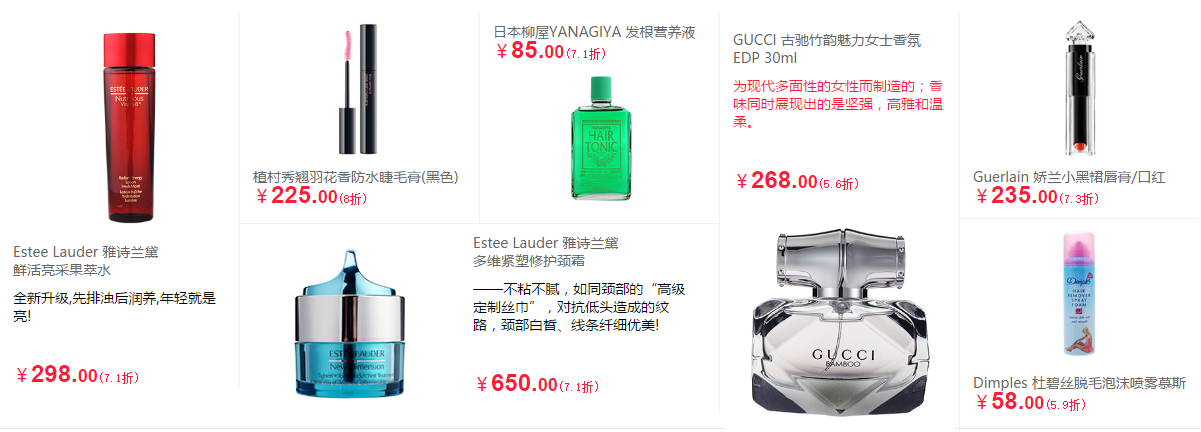 ESTĒE LAUDER
Nutritious
Vitality8™
Radiant Energy
Lotion
Fresh Moist
Estee Lauder 雅诗兰黛
鲜活亮采果萃水
全新升级,先排浊后润养,年轻就是
亮!
￥298.00(7.1折)
植村秀翘羽花香防水睫毛膏(黑色)
￥225.00(8折)
日本柳屋YANAGIYA 发根营养液
￥85.00(7.1折)
HAIR
TONIC
ESTĒE LAUDER
New Dimension
Estee Lauder 雅诗兰黛
多维紧塑修护颈霜
——不粘不腻，如同颈部的“高级
定制丝巾”，对抗低头造成的纹
路，颈部白皙、线条纤细优美!
￥650.00(7.1折)
GUCCI 古驰竹韵魅力女士香氛
EDP 30ml
为现代多面性的女性而制造的；香
味同时展现出的是坚强，高雅和温
柔。
￥268.00(5.6折)
GUCCI
BAMBOO
Guerlain
Guerlain 娇兰小黑裙唇膏/口红
￥235.00(7.3折)
Dimples
HAIR
REMOVER
SPRAY
FOAM
Dimples 杜碧丝脱毛泡沫喷雾慕斯
￥58.00(5.9折)